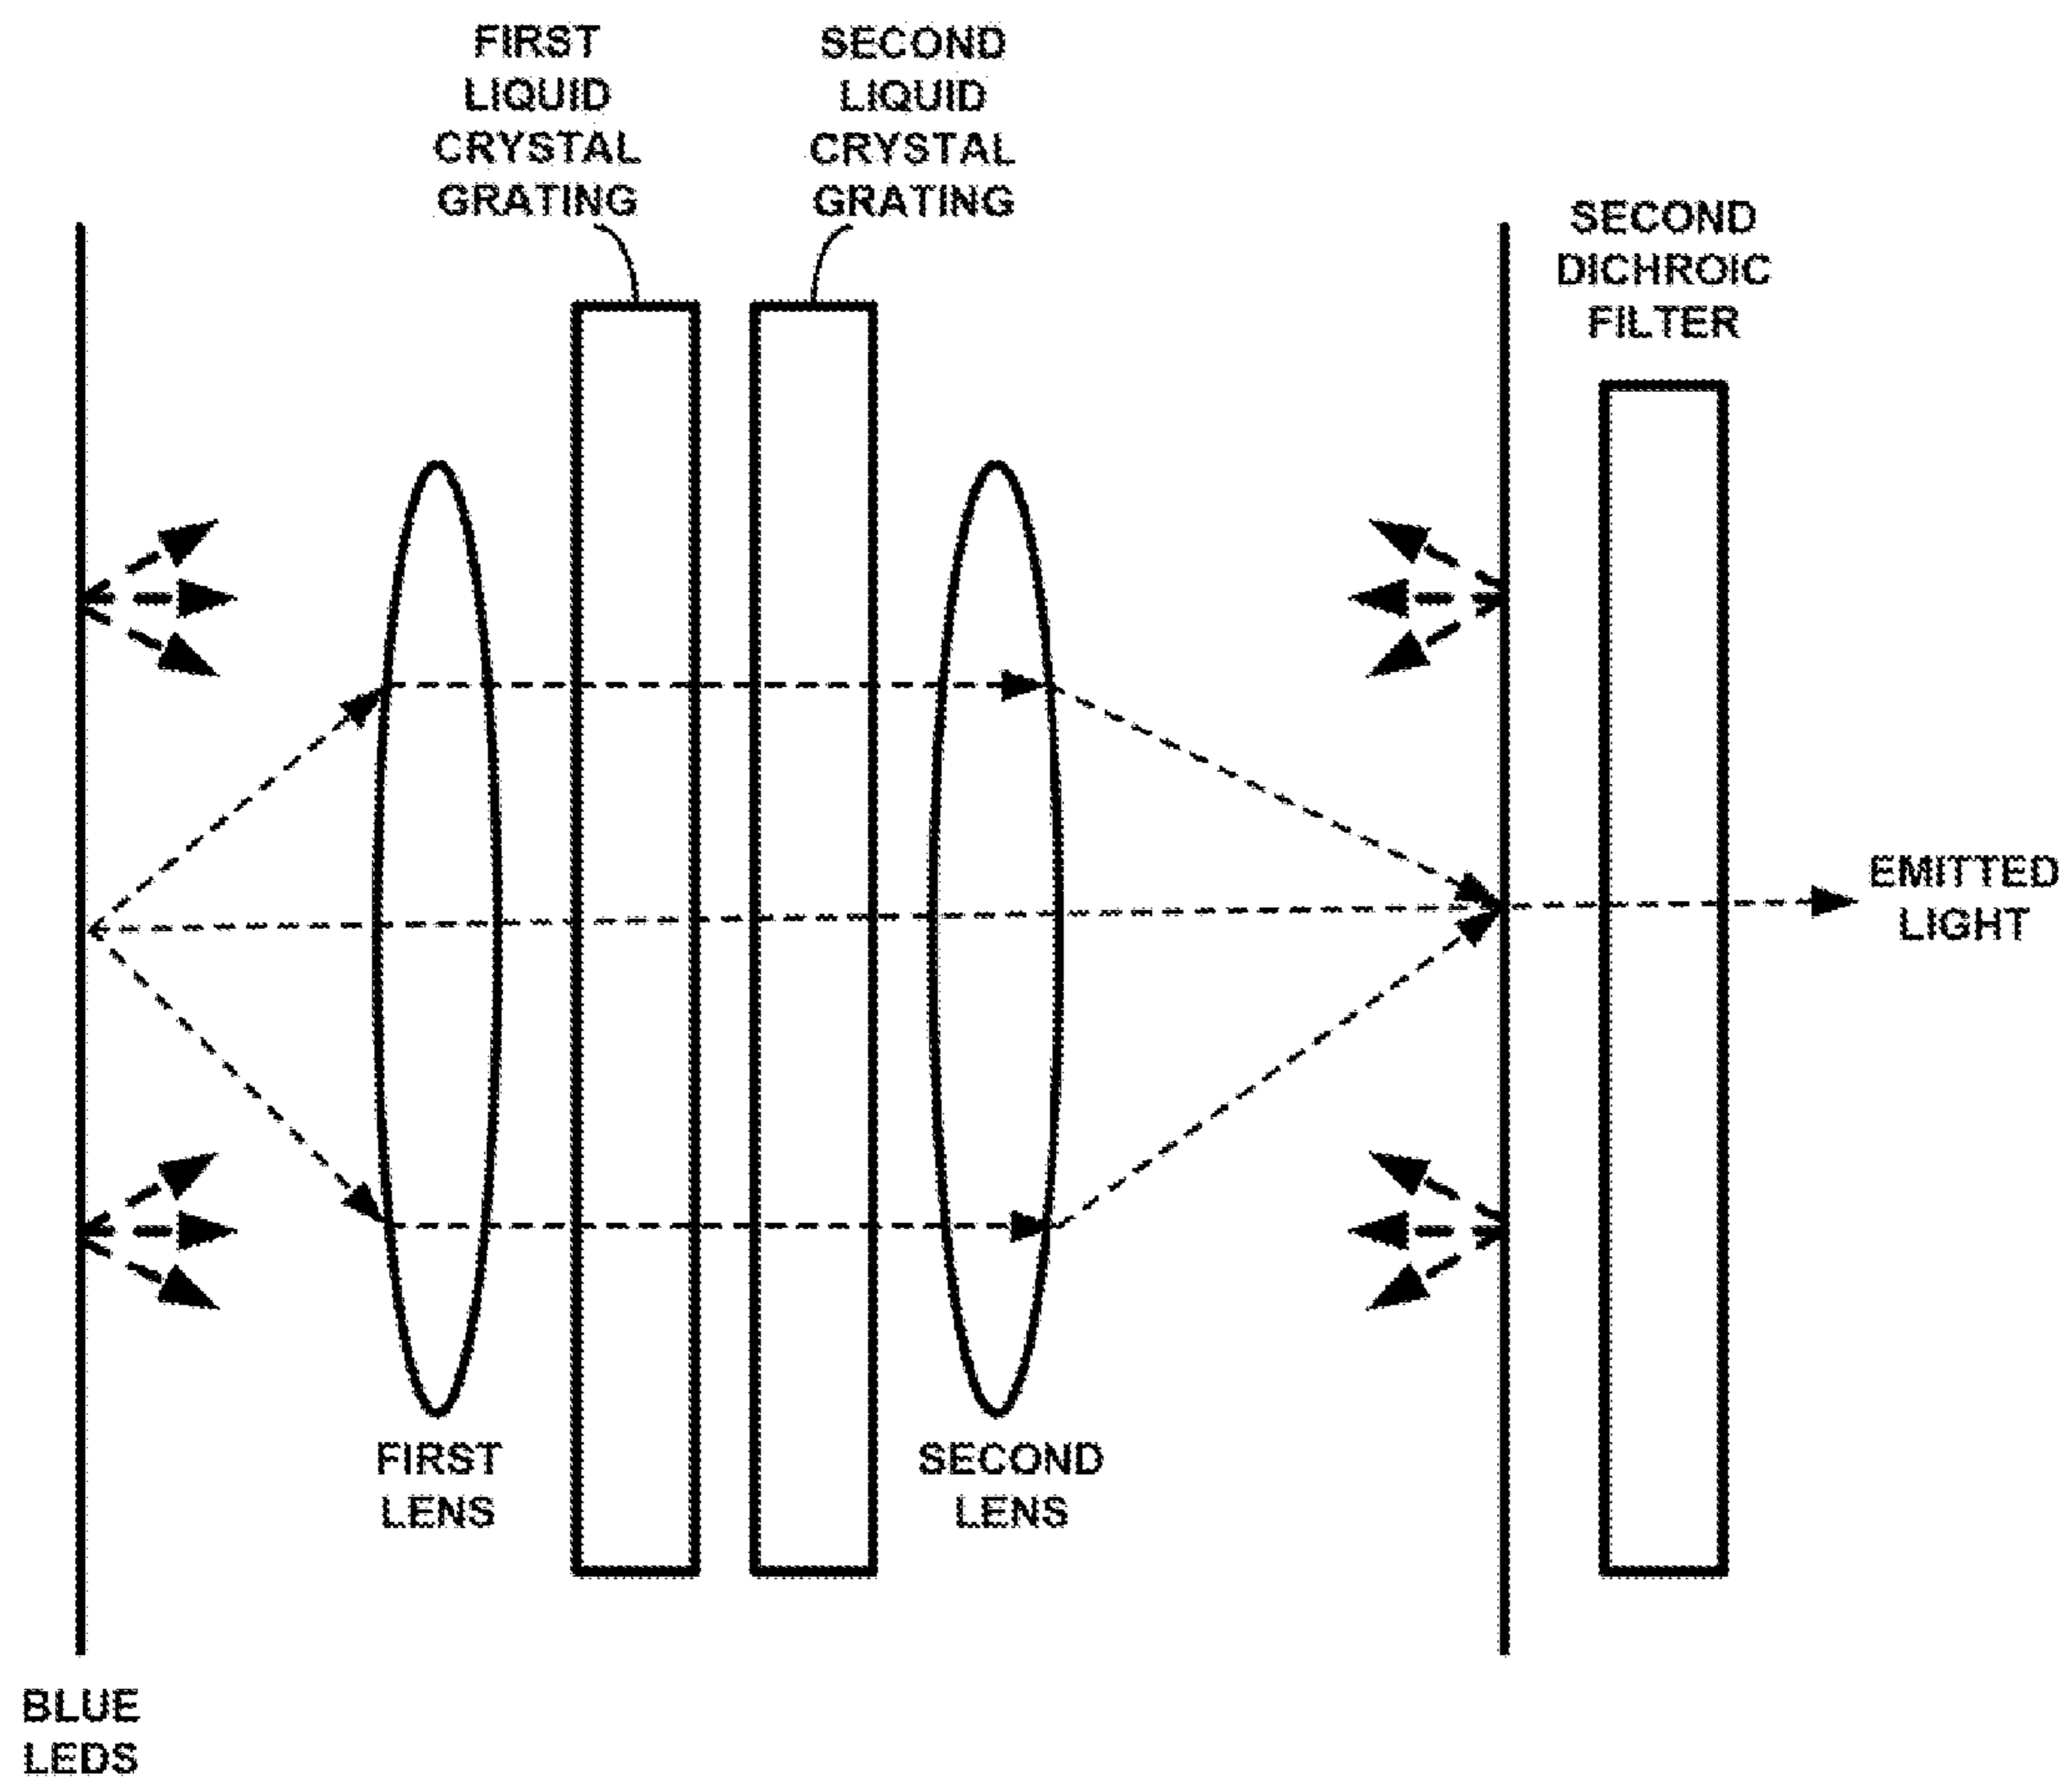 FIRST
LIQUID
CRYSTAL
GRATING
SECOND
LIQUID
CRYSTAL
GRATING
SECOND
DICHROIC
FILTER
EMITTED
LIGHT
FIRST
LENS
SECOND
LENS
BLUE
LEDS